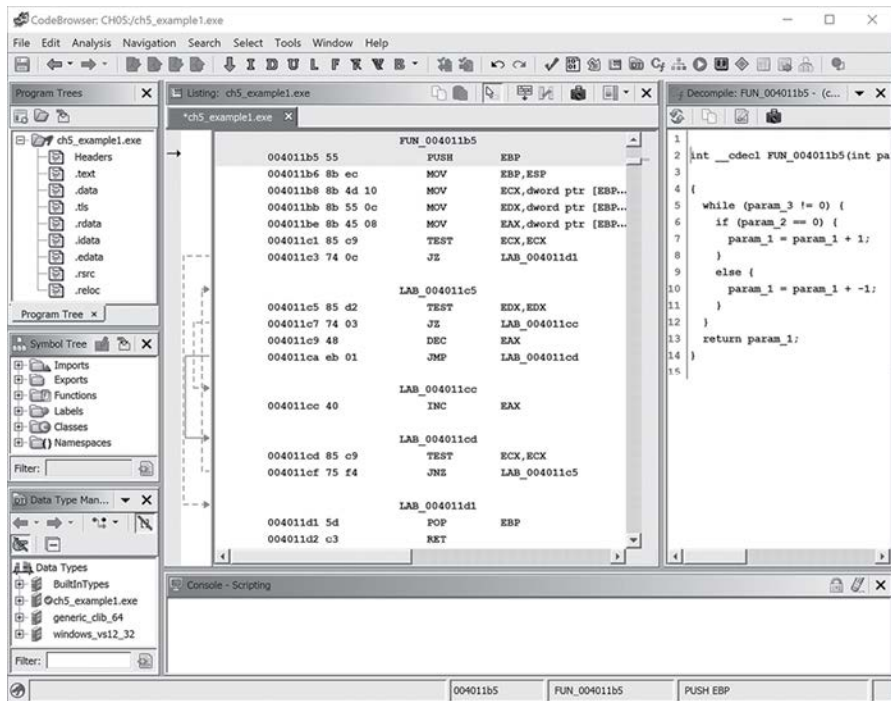 CodeBrowser: CH05:/ch5_example1.exe
File Edit Analysis Navigation Search Select Tools Window Help
I D U L F R V B
Program Trees
ch5_example1.exe
Headers
.text
.data
.tls
.rdata
.idata
.edata
.rsrc
.reloc
Program Tree
Symbol Tree
Imports
Exports
Functions
Labels
Classes
Namespaces
Filter:
Data Type Man...
Data Types
BuiltInTypes
ch5_example1.exe
generic_clib_64
windows_vs12_32
Filter:
Listing: ch5_example1.exe
*ch5_example1.exe
FUN_004011b5
004011b5 55 PUSH EBP
004011b6 8b ec MOV EBP,ESP
004011b8 8b 4d 10 MOV ECX,dword ptr [EBP...
004011bb 8b 55 0c MOV EDX,dword ptr [EBP...
004011be 8b 45 08 MOV EAX,dword ptr [EBP...
004011c1 85 c9 TEST ECX,ECX
004011c3 74 0c JZ LAB_004011d1
LAB_004011c5
004011c5 85 d2 TEST EDX,EDX
004011c7 74 03 JZ LAB_004011cc
004011c9 48 DEC EAX
004011ca eb 01 JMP LAB_004011cd
LAB_004011cc
004011cc 40 INC EAX
LAB_004011cd
004011cd 85 c9 TEST ECX,ECX
004011cf 75 f4 JNZ LAB_004011c5
LAB_004011d1
004011d1 5d POP EBP
004011d2 c3 RET
Decompile: FUN_004011b5 - (c...
1
2 int __cdecl FUN_004011b5(int pa
3
4 {
5 while (param_3 != 0) {
6 if (param_2 == 0) {
7 param_1 = param_1 + 1;
8 }
9 else {
10 param_1 = param_1 + -1;
11 }
12 }
13 return param_1;
14 }
15
Console - Scripting
004011b5 FUN_004011b5 PUSH EBP